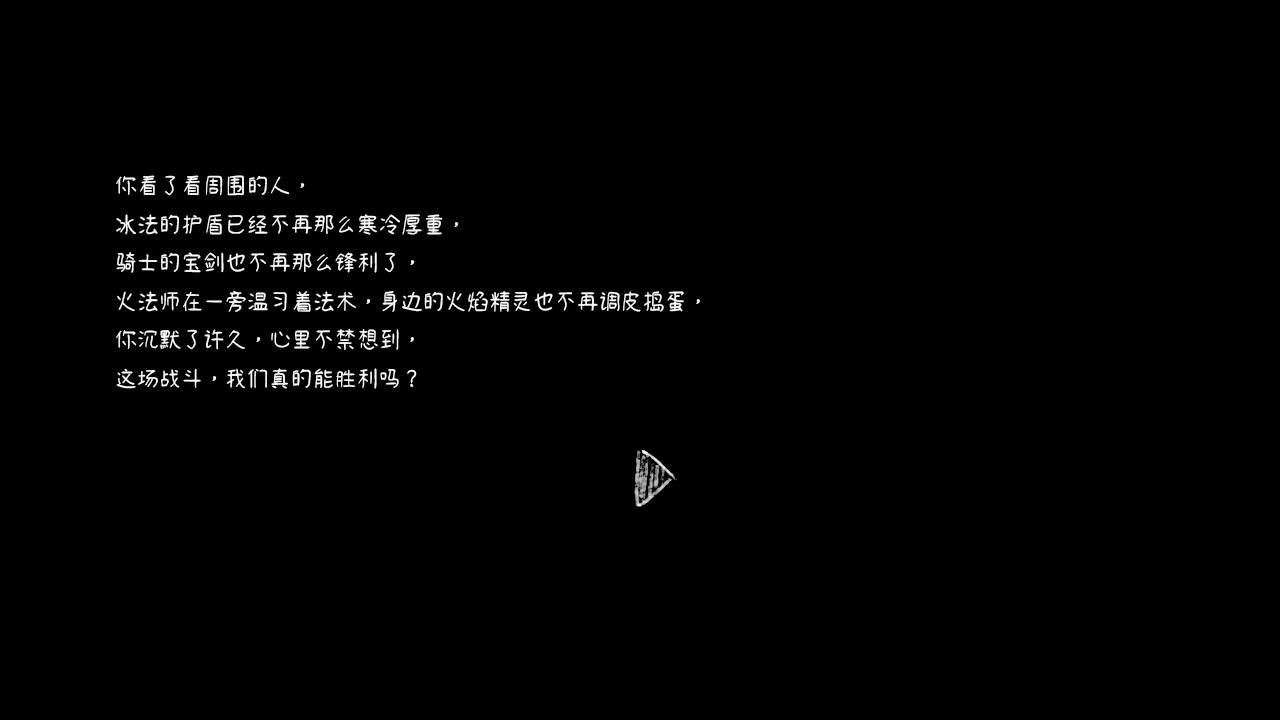 你看了看周围的人，
冰法的护盾已经不再那么寒冷厚重，
骑士的宝剑也不再那么锋利了，
火法师在一旁温习着法术，身边的火焰精灵也不再调皮捣蛋，
你沉默了许久，心里不禁想到，
这场战斗，我们真的能胜利吗？